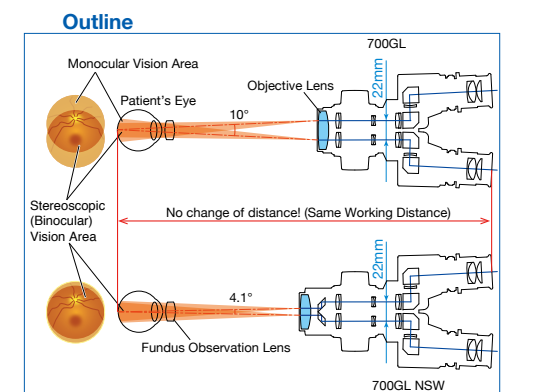 Outline
700GL
Monocular Vision Area
22mm
Objective Lens
Patient's Eye
10°
Stereoscopic
(Binocular)
Vision Area
No change of distance! (Same Working Distance)
22mm
4.1°
Fundus Observation Lens
700GL NSW